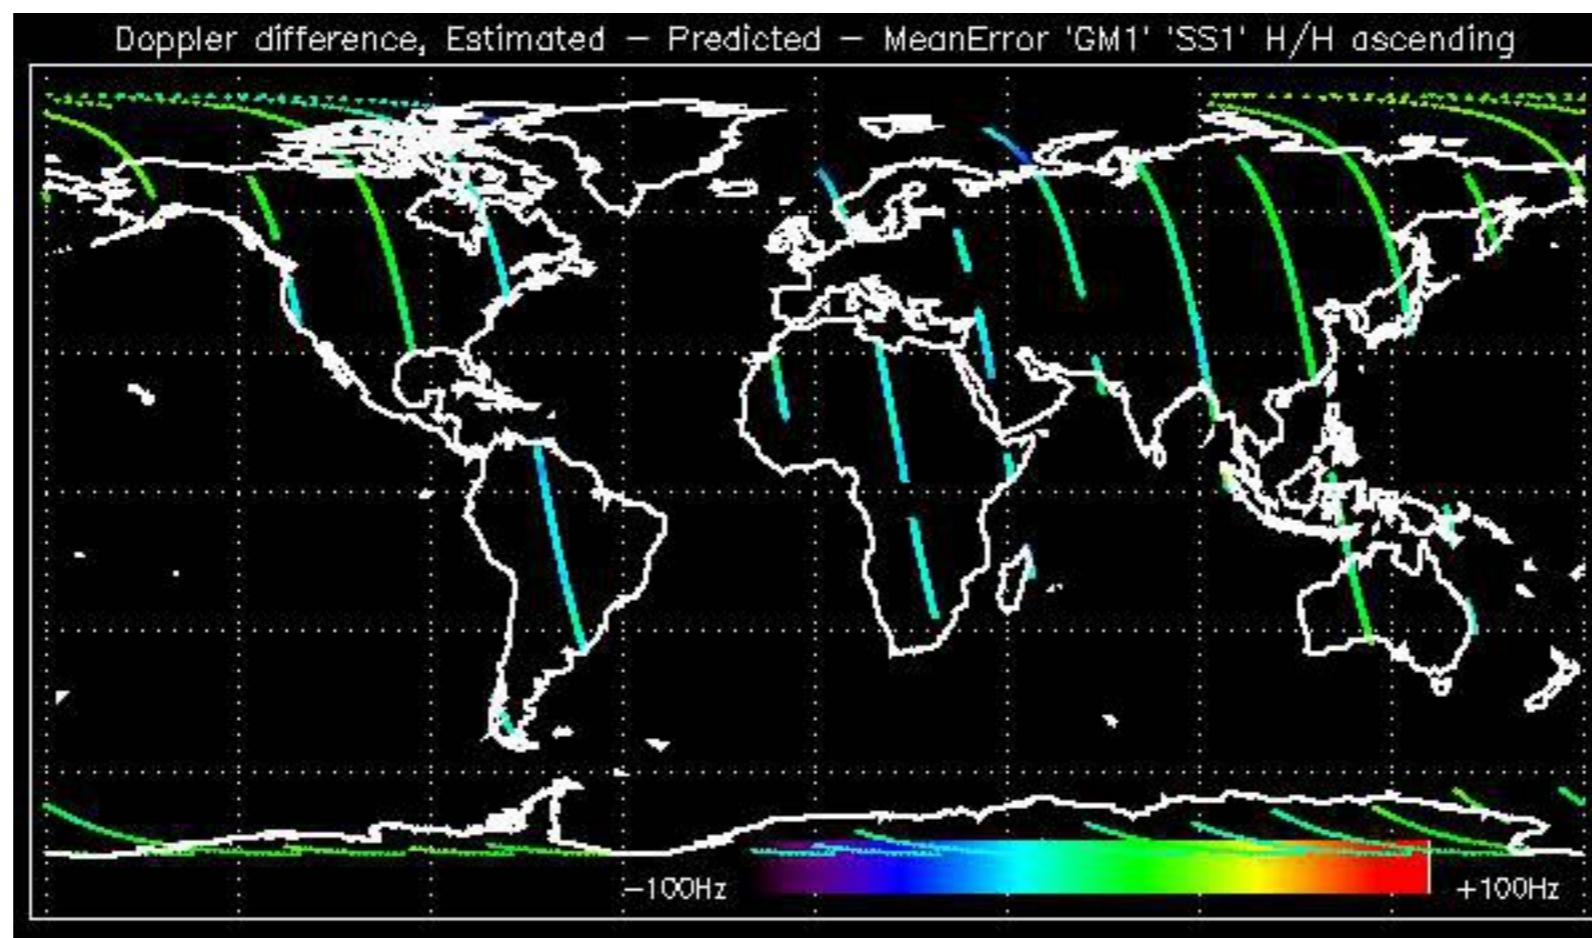 Doppler difference, Estimated – Predicted – MeanError 'GM1' 'SS1' H/H ascending
-100Hz +100Hz